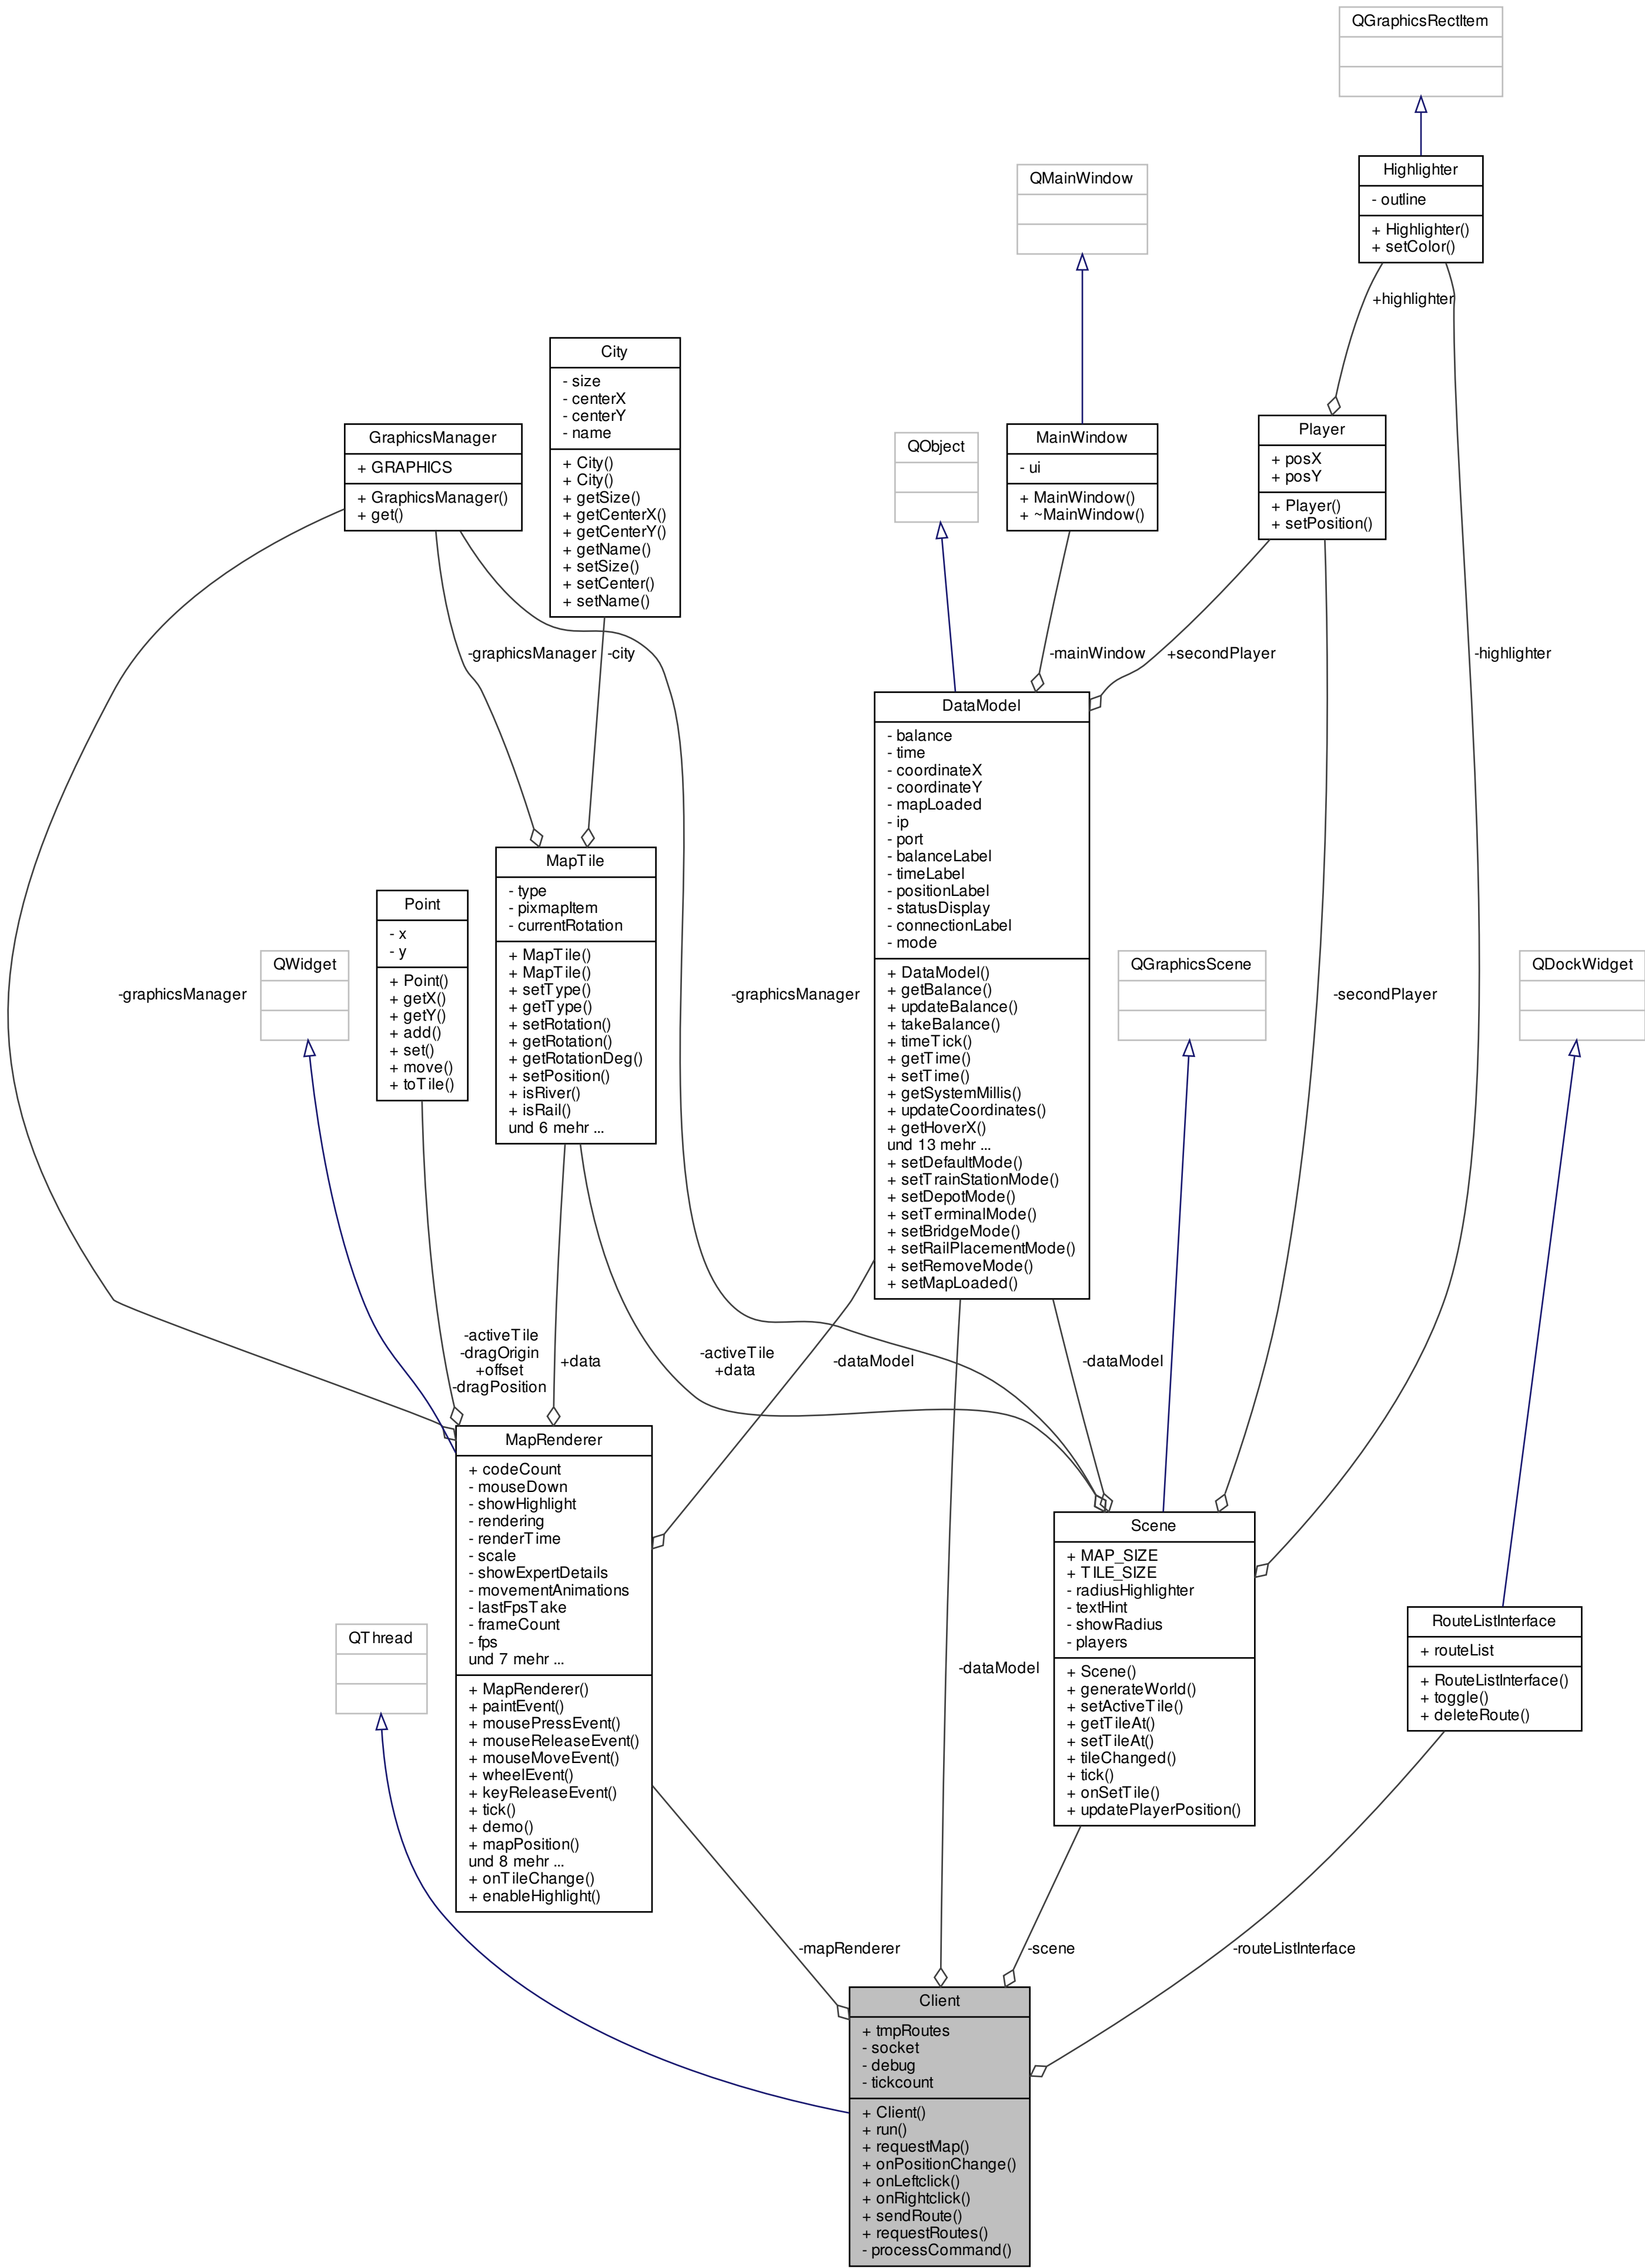 QGraphicsRectItem
Highlighter
- outline
+ Highlighter()
+ setColor()
QMainWindow
+highlighter
City
- size
- centerX
- centerY
- name
+ City()
+ City()
+ getSize()
+ getCenterX()
+ getCenterY()
+ getName()
+ setSize()
+ setCenter()
+ setName()
GraphicsManager
+ GRAPHICS
+ GraphicsManager()
+ get()
QObject
MainWindow
- ui
+ MainWindow()
+ ~MainWindow()
Player
+ posX
+ posY
+ Player()
+ setPosition()
-graphicsManager
-city
-mainWindow
+secondPlayer
-highlighter
DataModel
- balance
- time
- coordinateX
- coordinateY
- mapLoaded
- ip
- port
- balanceLabel
- timeLabel
- positionLabel
- statusDisplay
- connectionLabel
- mode
+ DataModel()
+ getBalance()
+ updateBalance()
+ takeBalance()
+ timeTick()
+ getTime()
+ setTime()
+ getSystemMillis()
+ updateCoordinates()
+ getHoverX()
und 13 mehr ...
+ setDefaultMode()
+ setTrainStationMode()
+ setDepotMode()
+ setTerminalMode()
+ setBridgeMode()
+ setRailPlacementMode()
+ setRemoveMode()
+ setMapLoaded()
MapTile
- type
- pixmapItem
- currentRotation
+ MapTile()
+ MapTile()
+ setType()
+ getType()
+ setRotation()
+ getRotation()
+ getRotationDeg()
+ setPosition()
+ isRiver()
+ isRail()
und 6 mehr ...
Point
- x
- y
+ Point()
+ getX()
+ getY()
+ add()
+ set()
+ move()
+ toTile()
QWidget
QGraphicsScene
QDockWidget
-graphicsManager
-graphicsManager
-secondPlayer
-activeTile
-dragOrigin
+offset
-dragPosition
+data
-activeTile
+data
-dataModel
-dataModel
MapRenderer
+ codeCount
- mouseDown
- showHighlight
- rendering
- renderTime
- scale
- showExpertDetails
- movementAnimations
- lastFpsTake
- frameCount
- fps
und 7 mehr ...
+ MapRenderer()
+ paintEvent()
+ mousePressEvent()
+ mouseReleaseEvent()
+ mouseMoveEvent()
+ wheelEvent()
+ keyReleaseEvent()
+ tick()
+ demo()
+ mapPosition()
und 8 mehr ...
+ onTileChange()
+ enableHighlight()
Scene
+ MAP_SIZE
+ TILE_SIZE
- radiusHighlighter
- textHint
- showRadius
- players
+ Scene()
+ generateWorld()
+ setActiveTile()
+ getTileAt()
+ setTileAt()
+ tileChanged()
+ tick()
+ onSetTile()
+ updatePlayerPosition()
RouteListInterface
+ routeList
+ RouteListInterface()
+ toggle()
+ deleteRoute()
QThread
-dataModel
-mapRenderer
-scene
-routeListInterface
Client
+ tmpRoutes
- socket
- debug
- tickcount
+ Client()
+ run()
+ requestMap()
+ onPositionChange()
+ onLeftclick()
+ onRightclick()
+ sendRoute()
+ requestRoutes()
- processCommand()